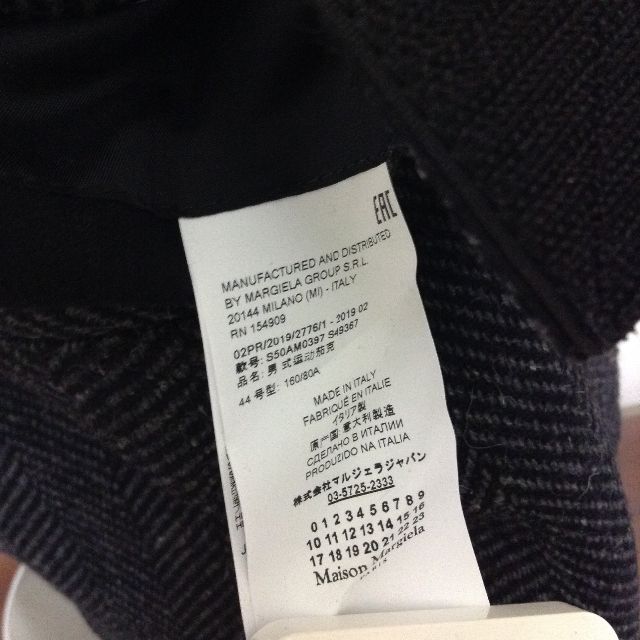 EAC
MANUFACTURED AND DISTRIBUTED
BY MARGIELA GROUP S.R.L
20144 MILANO (MI) - ITALY
RN 154909
02PR/2019/2776/1 - 2019 02
款号: S50AM0397 S49367
品名: 男 式运动茄克
44 号型: 160/80A
MADE IN ITALY
FABRIQUÉ EN ITALIE
イタリア製
原产国 意大利制造
СДЕЛАНО В ИТАЛИИ
PRODUZIDO NA ITALIA
株式会社マルジェラジャパン
03-5725-2333
0 1 2 3 4 5 6 7 8 9
10 11 12 13 14 15 16
17 18 19 20 21 22 23
Maison Margiela